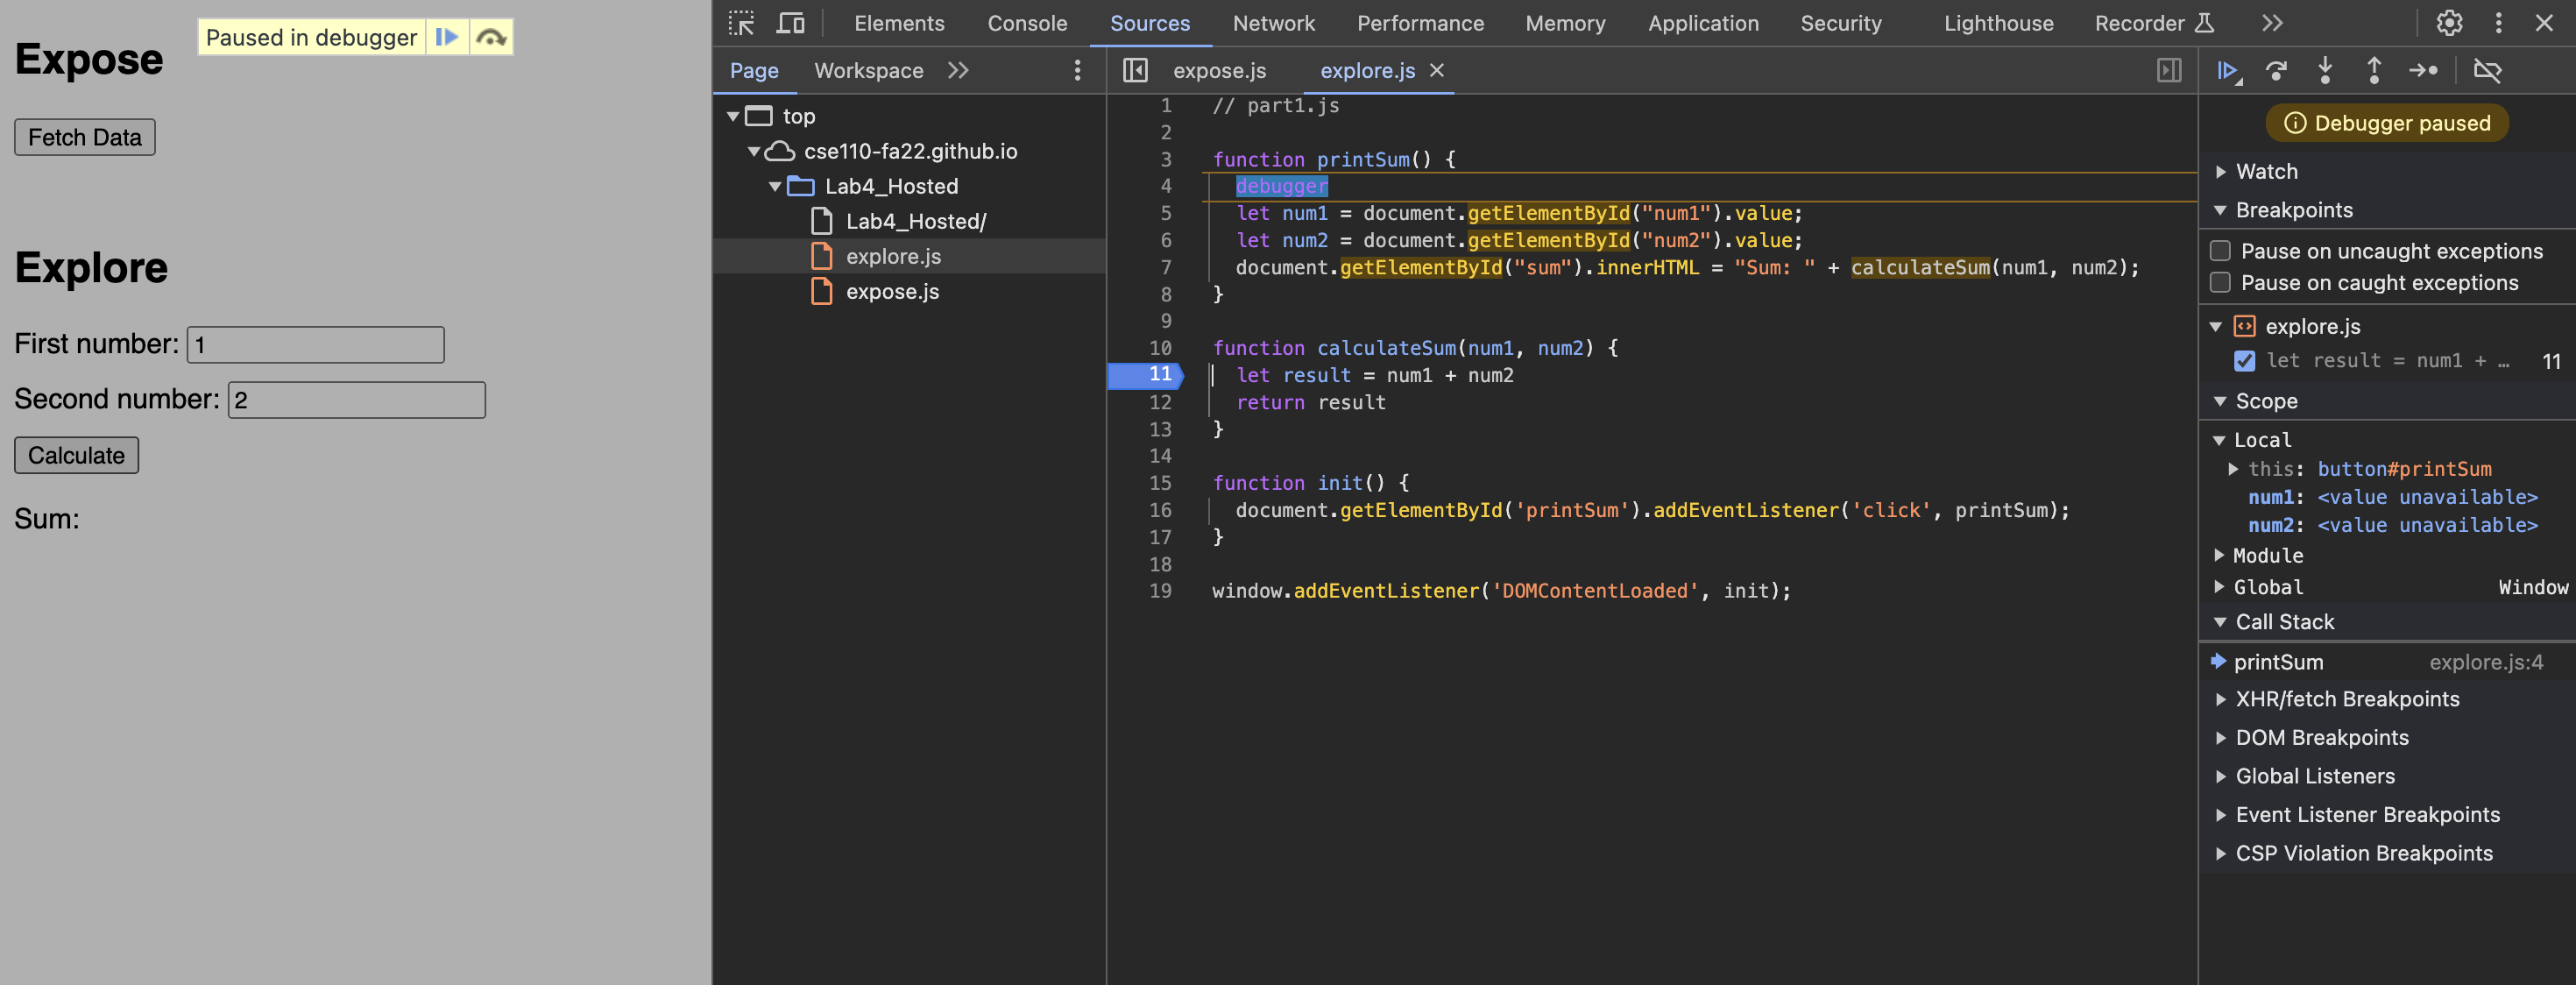 Expose
Paused in debugger
Fetch Data
Explore
First number: 1
Second number: 2
Calculate
Sum:
Elements Console Sources Network Performance Memory Application Security Lighthouse Recorder
Page Workspace
top
cse110-fa22.github.io
Lab4_Hosted
Lab4_Hosted/
explore.js
expose.js
expose.js explore.js
1 // part1.js
2
3 function printSum() {
4 debugger
5 let num1 = document.getElementById("num1").value;
6 let num2 = document.getElementById("num2").value;
7 document.getElementById("sum").innerHTML = "Sum: " + calculateSum(num1, num2);
8 }
9
10 function calculateSum(num1, num2) {
11 let result = num1 + num2
12 return result
13 }
14
15 function init() {
16 document.getElementById('printSum').addEventListener('click', printSum);
17 }
18
19 window.addEventListener('DOMContentLoaded', init);
Debugger paused
Watch
Breakpoints
Pause on uncaught exceptions
Pause on caught exceptions
explore.js
let result = num1 + … 11
Scope
Local
this: button#printSum
num1: <value unavailable>
num2: <value unavailable>
Module
Global Window
Call Stack
printSum explore.js:4
XHR/fetch Breakpoints
DOM Breakpoints
Global Listeners
Event Listener Breakpoints
CSP Violation Breakpoints